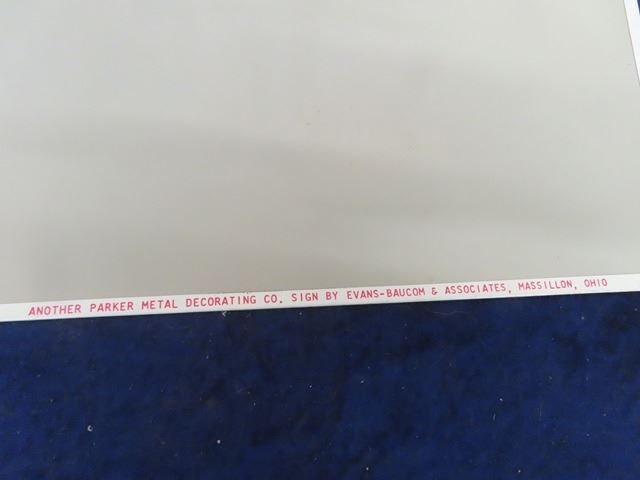 ANOTHER PARKER METAL DECORATING CO. SIGN BY EVANS-BAUCOM & ASSOCIATES, MASSILLON, OHIO